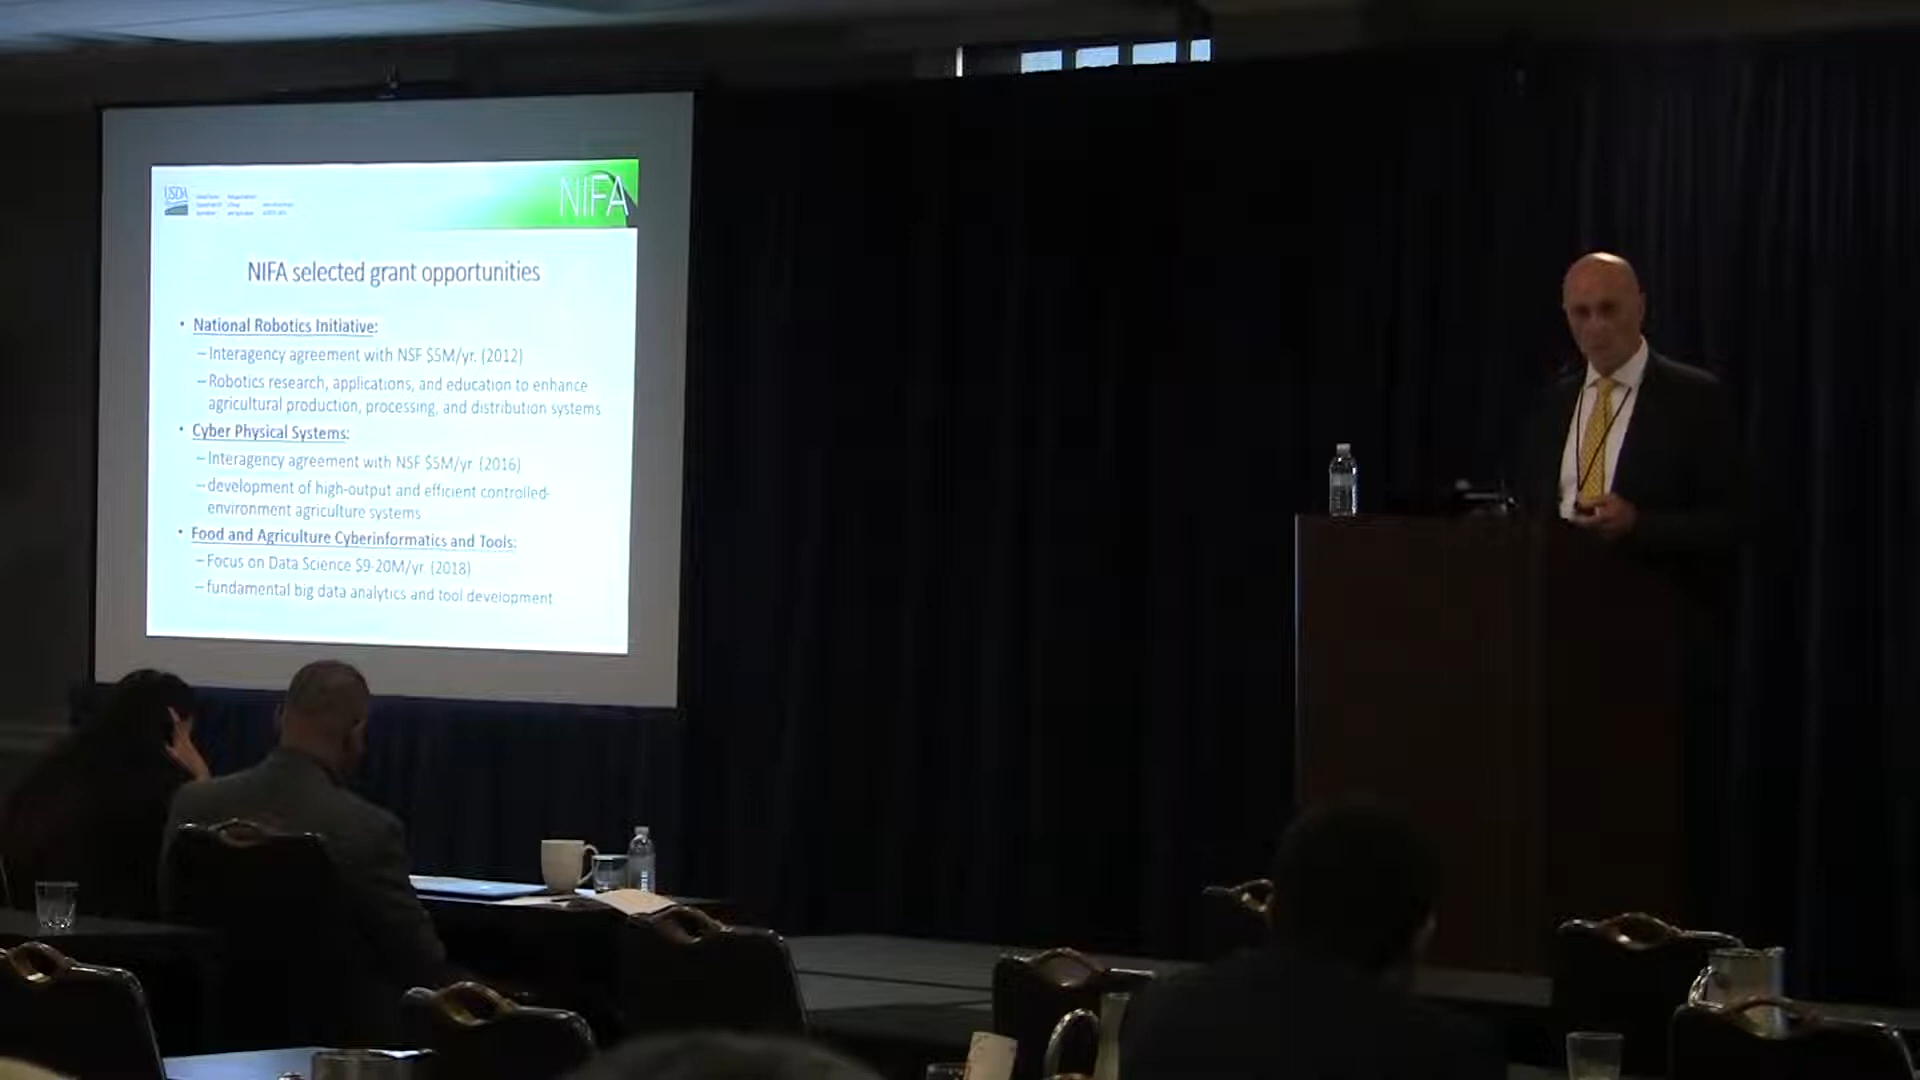 USDA
NIFA
NIFA selected grant opportunities
• National Robotics Initiative:
– Interagency agreement with NSF $5M/yr. (2012)
– Robotics research, applications, and education to enhance
agricultural production, processing, and distribution systems
• Cyber Physical Systems:
– Interagency agreement with NSF $5M/yr. (2016)
– development of high-output and efficient controlled-
environment agriculture systems
• Food and Agriculture Cyberinformatics and Tools:
– Focus on Data Science $9-20M/yr. (2018)
– fundamental big data analytics and tool development